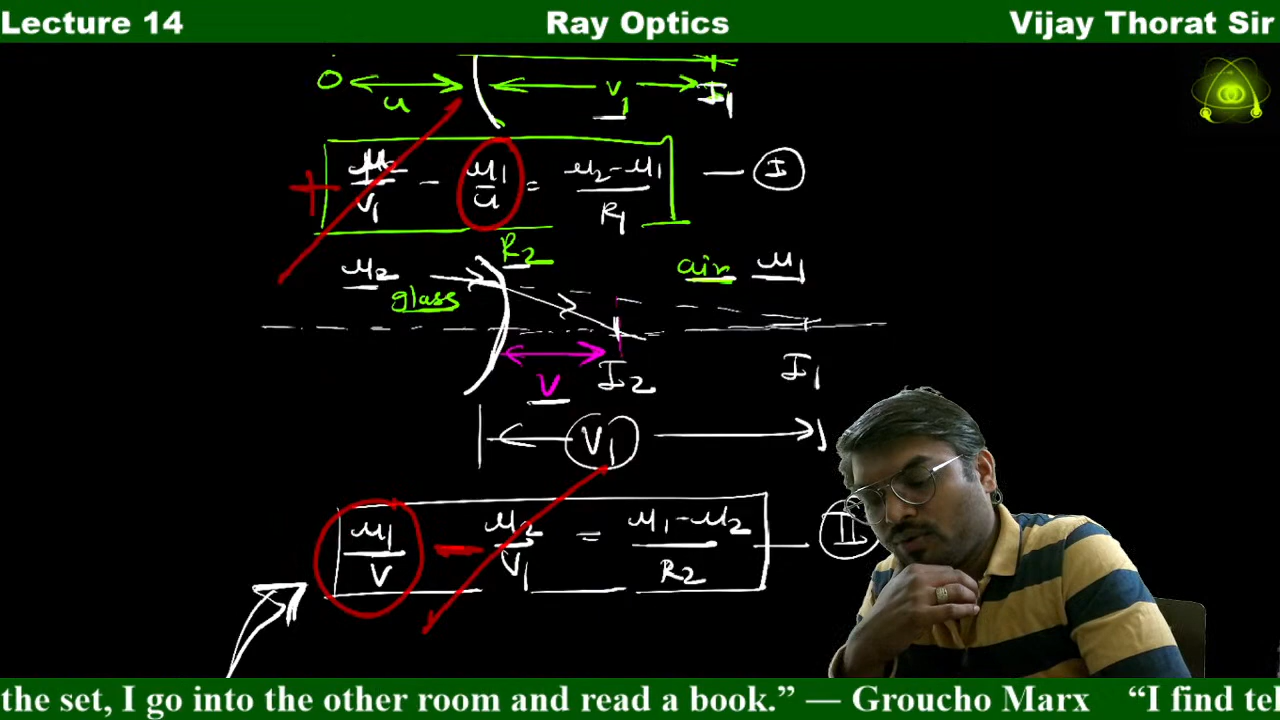 Lecture 14 Ray Optics Vijay Thorat Sir
O u v₁ I₁
+ μ₂/v₁ - μ₁/u = μ₂-μ₁/R₁ — I
R₂
μ₂ air μ₁
glass
v I₂ I₁
V₁
μ₁/v - μ₂/v₁ = μ₁-μ₂/R₂ — II
the set, I go into the other room and read a book.” — Groucho Marx “I find tel